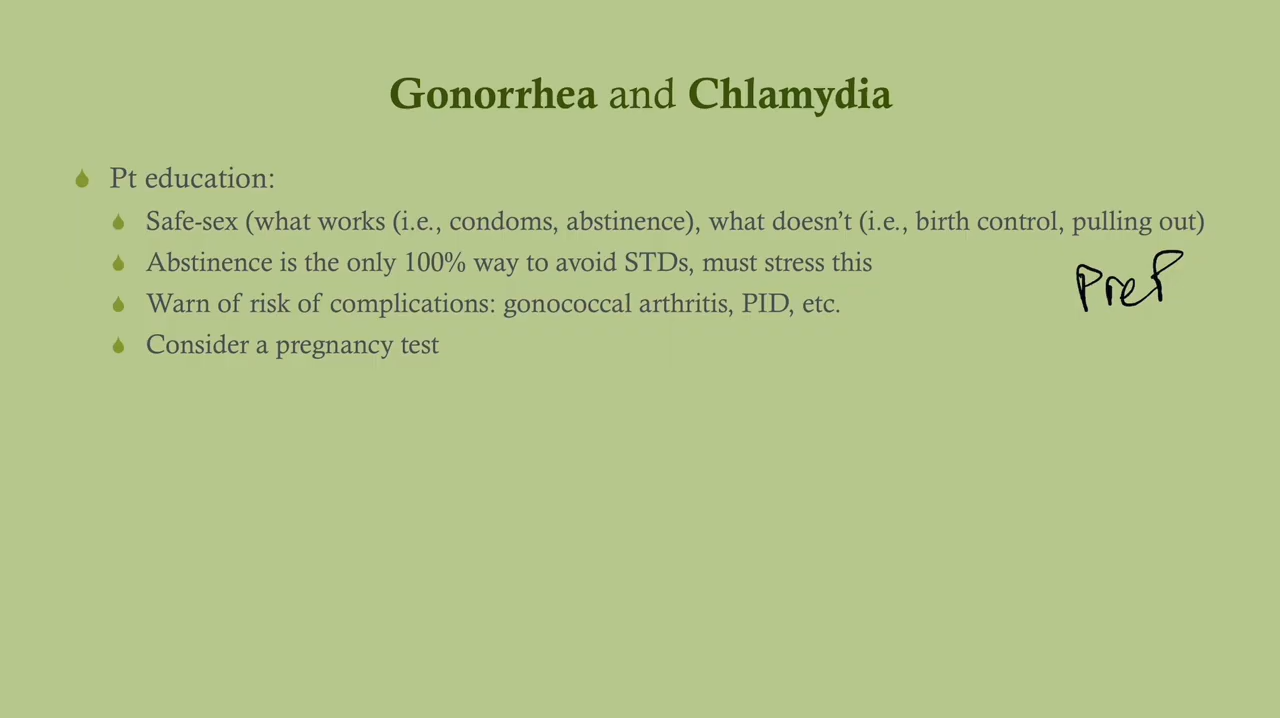 Gonorrhea and Chlamydia
Pt education:
Safe-sex (what works (i.e., condoms, abstinence), what doesn't (i.e., birth control, pulling out)
Abstinence is the only 100% way to avoid STDs, must stress this
PreP
Warn of risk of complications: gonococcal arthritis, PID, etc.
Consider a pregnancy test